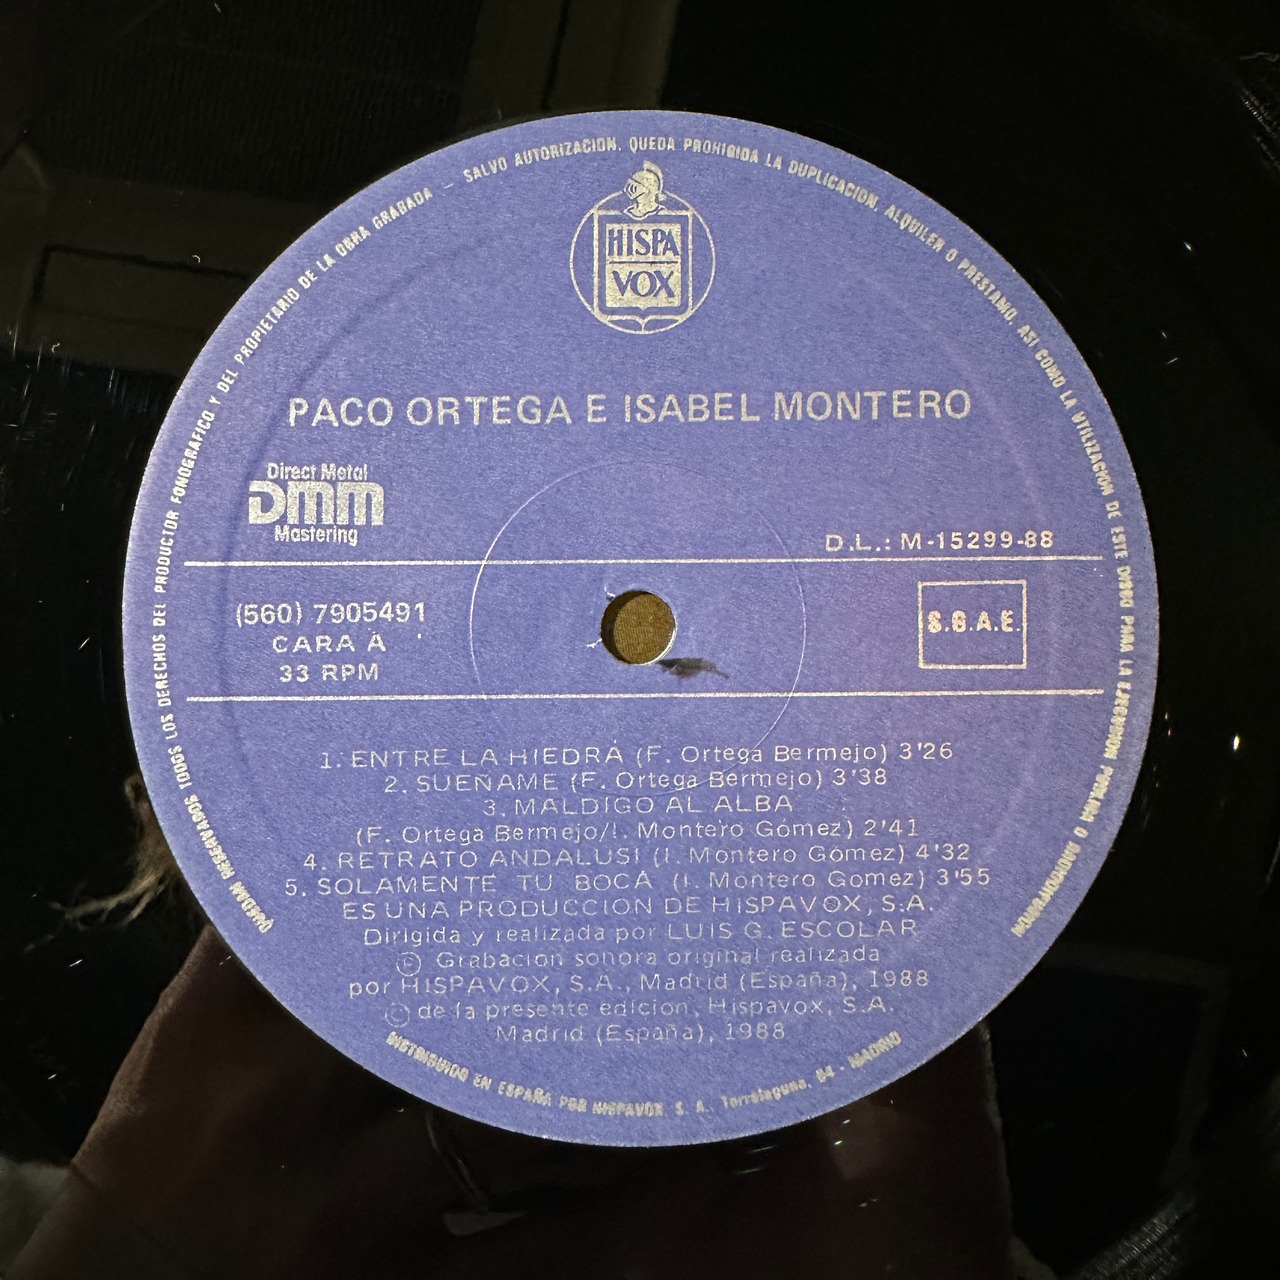 QUEDAN RESERVADOS TODOS LOS DERECHOS DEL PRODUCTOR FONOGRAFICO Y DEL PROPIETARIO DE LA OBRA GRABADA - SALVO AUTORIZACION, QUEDA PROHIBIDA LA DUPLICACION, ALQUILER O PRESTAMO, ASI COMO LA UTILIZACION DE ESTE DISCO PARA LA EJECUCION PUBLICA O RADIODIFUSION
HISPA
VOX
PACO ORTEGA E ISABEL MONTERO
Direct Metal
DMM
Mastering
D.L.: M-15299-88
(560) 7905491
CARA A
33 RPM
S.G.A.E.
1. ENTRE LA HIEDRA (F. Ortega Bermejo) 3'26
2. SUEÑAME (F. Ortega Bermejo) 3'38
3. MALDIGO AL ALBA
(F. Ortega Bermejo/I. Montero Gómez) 2'41
4. RETRATO ANDALUSI (I. Montero Gómez) 4'32
5. SOLAMENTE TU BOCA (I. Montero Gomez) 3'55
ES UNA PRODUCCION DE HISPAVOX, S.A.
Dirigida y realizada por LUIS G. ESCOLAR
Ⓟ Grabación sonora original realizada
por HISPAVOX, S.A., Madrid (España), 1988
© de la presente edición, Hispavox, S.A.
Madrid (España), 1988
DISTRIBUIDO EN ESPAÑA POR HISPAVOX, S. A. Torrelaguna, 64 - MADRID